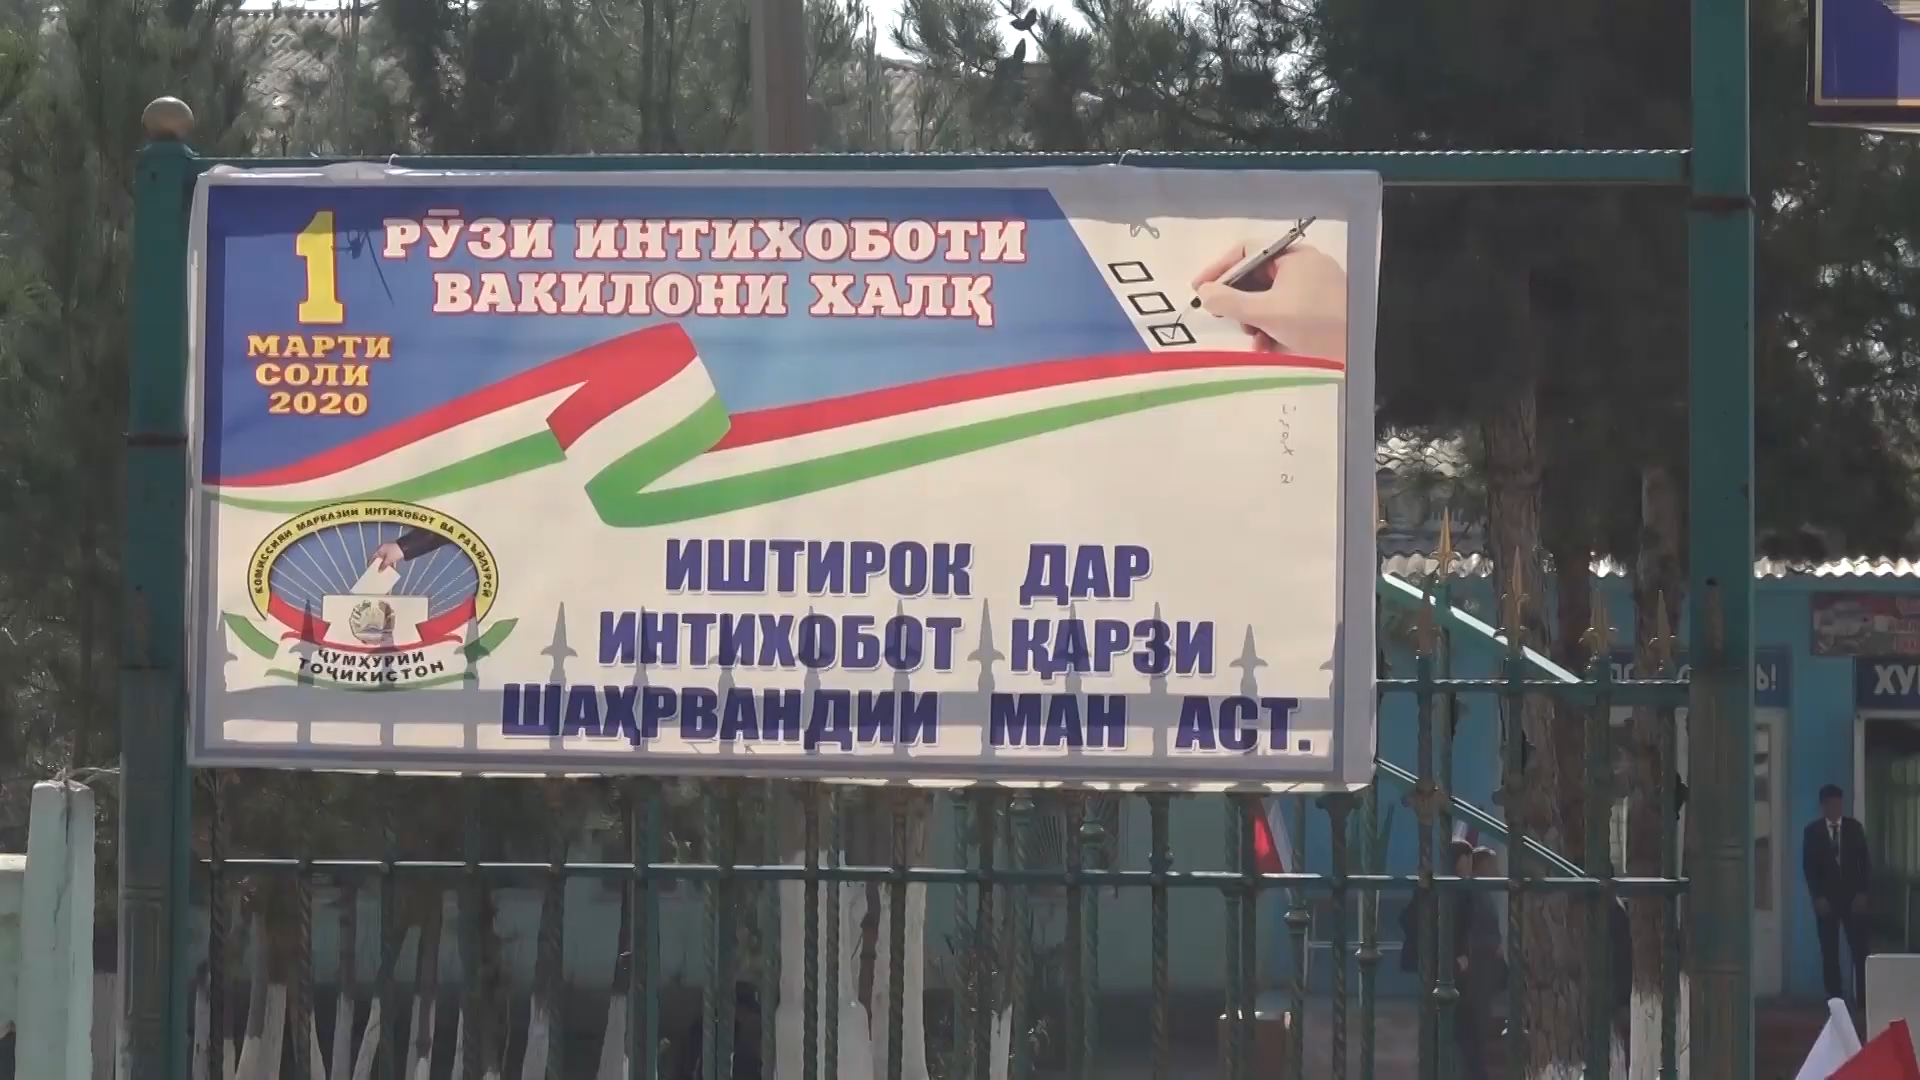 1
МАРТИ
СОЛИ
2020
РӮЗИ ИНТИХОБОТИ
ВАКИЛОНИ ХАЛҚ
КОМИССИЯИ МАРКАЗИИ ИНТИХОБОТ ВА РАЪЙПУРСӢ
ҶУМҲУРИИ
ТОҶИКИСТОН
ИШТИРОК ДАР
ИНТИХОБОТ ҚАРЗИ
ШАҲРВАНДИИ МАН АСТ.